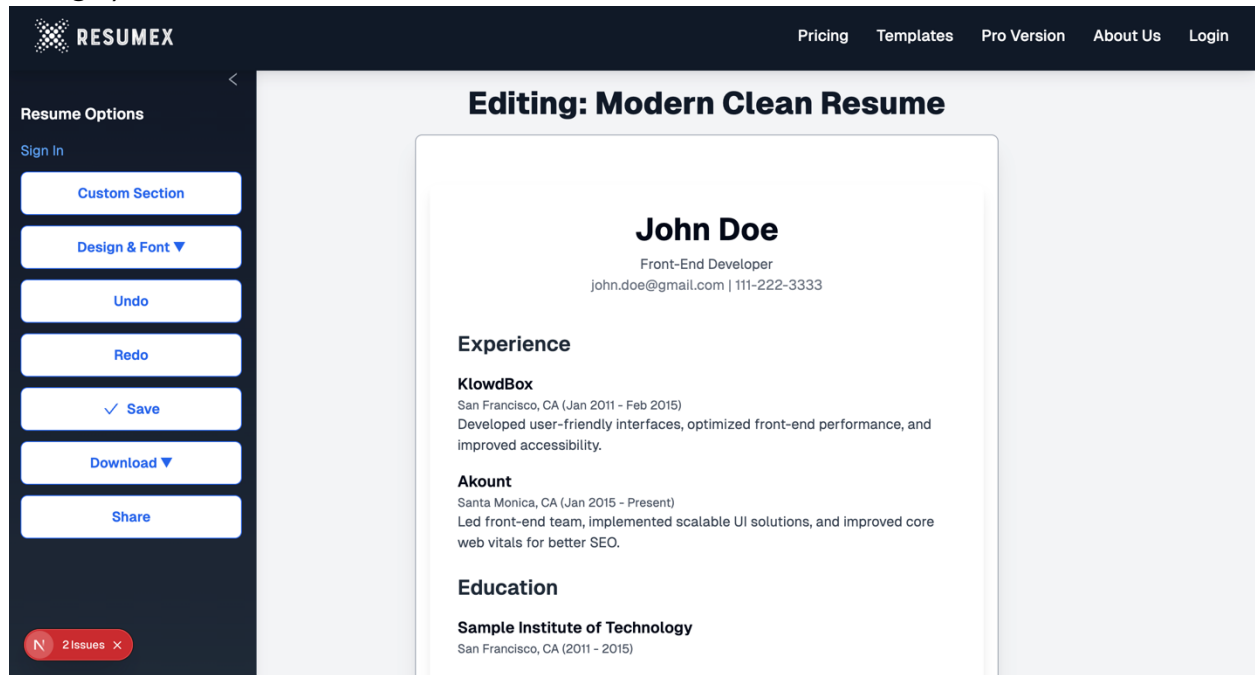 RESUMEX
Pricing Templates Pro Version About Us Login
Resume Options
Sign In
Custom Section
Design & Font ▼
Undo
Redo
✓ Save
Download ▼
Share
N 2 Issues ×
Editing: Modern Clean Resume
John Doe
Front-End Developer
john.doe@gmail.com | 111-222-3333
Experience
KlowdBox
San Francisco, CA (Jan 2011 - Feb 2015)
Developed user-friendly interfaces, optimized front-end performance, and
improved accessibility.
Akount
Santa Monica, CA (Jan 2015 - Present)
Led front-end team, implemented scalable UI solutions, and improved core
web vitals for better SEO.
Education
Sample Institute of Technology
San Francisco, CA (2011 - 2015)